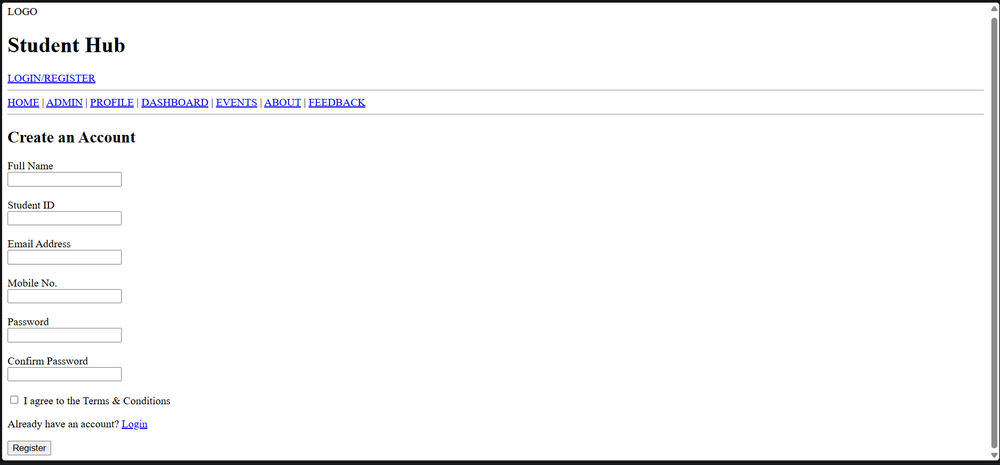 LOGO
Student Hub
LOGIN/REGISTER
HOME | ADMIN | PROFILE | DASHBOARD | EVENTS | ABOUT | FEEDBACK
Create an Account
Full Name
Student ID
Email Address
Mobile No.
Password
Confirm Password
I agree to the Terms & Conditions
Already have an account? Login
Register